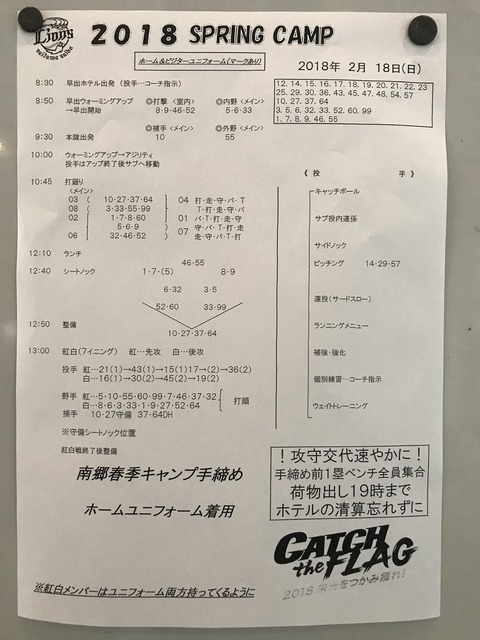 Lions
2018 SPRING CAMP
ホーム&ビジターユニフォーム(マークあり)
2018年 2月 18日(日)
8:30 早出ホテル出発 (投手…コーチ指示)
12. 14. 15. 16. 17. 18. 19. 20. 21. 22. 23
25. 29. 30. 36. 43. 45. 47. 48. 54. 57
10. 27. 37. 64
3. 5. 6. 32. 33. 52. 60. 99
1. 7. 8. 9. 46. 55
8:50 早出ウォーミングアップ ◎打撃 〈室内〉 ◎内野 〈メイン〉
→早出開始 8・9・46・52 5・6・33
◎捕手 〈メイン〉 ◎外野 〈メイン〉
9:30 本隊出発 10 55
10:00 ウォーミングアップ→アジリティ
投手はアップ終了後サブへ移動
《 投 手 》
10:45 打廻り
〈メイン〉
03 ( 10・27・37・64 ) 04 打・走・守・バ・T
08 ( 3・33・55・99 ) T・打・走・守・バ
02 1・7・8・60 ) 01 バ・T・打・走・守
5・6・9 ) 守・バ・T・打・走
06 32・46・52 ) 07 走・守・バ・T・打
キャッチボール
サブ投内連係
サイドノック
ピッチング 14・29・57
遠投(サードスロー)
ランニングメニュー
補強・強化
個別練習…コーチ指示
ウェイトトレーニング
12:10 ランチ
46・55
12:40 シートノック 1・7・(5) 8・9
6・32 3・5
52・60 33・99
12:50 整備
10・27・37・64
13:00 紅白(7イニング) 紅…先攻 白…後攻
投手 紅…21(1)→43(1)→15(1)17(2)→36(2)
白…16(1)→30(2)→45(2)→19(2)
野手 紅…5・10・55・60・99・7・46・37・32
白…8・6・3・33・1・9・27・52・64
打順
捕手 10・27守備 37・64DH
※守備シートノック位置
紅白戦終了後整備
南郷春季キャンプ手締め
ホームユニフォーム着用
!攻守交代速やかに!
手締め前1塁ベンチ全員集合
荷物出し19時まで
ホテルの清算忘れずに
CATCH
the FLAG
2018 栄光をつかみ獲れ!
※紅白メンバーはユニフォーム両方持ってくるように